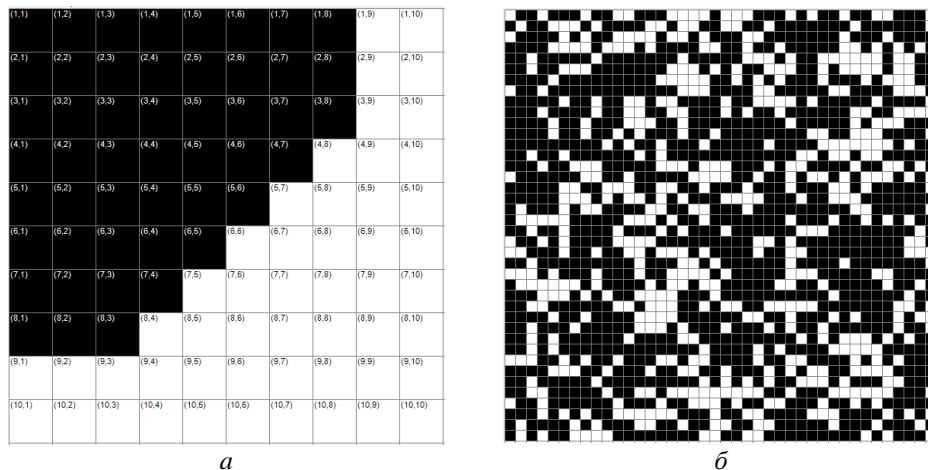 (1,1) (1,2) (1,3) (1,4) (1,5) (1,6) (1,7) (1,8) (1,9) (1,10)
(2,1) (2,2) (2,3) (2,4) (2,5) (2,6) (2,7) (2,8) (2,9) (2,10)
(3,1) (3,2) (3,3) (3,4) (3,5) (3,6) (3,7) (3,8) (3,9) (3,10)
(4,1) (4,2) (4,3) (4,4) (4,5) (4,6) (4,7) (4,8) (4,9) (4,10)
(5,1) (5,2) (5,3) (5,4) (5,5) (5,6) (5,7) (5,8) (5,9) (5,10)
(6,1) (6,2) (6,3) (6,4) (6,5) (6,6) (6,7) (6,8) (6,9) (6,10)
(7,1) (7,2) (7,3) (7,4) (7,5) (7,6) (7,7) (7,8) (7,9) (7,10)
(8,1) (8,2) (8,3) (8,4) (8,5) (8,6) (8,7) (8,8) (8,9) (8,10)
(9,1) (9,2) (9,3) (9,4) (9,5) (9,6) (9,7) (9,8) (9,9) (9,10)
(10,1) (10,2) (10,3) (10,4) (10,5) (10,6) (10,7) (10,8) (10,9) (10,10)
а б